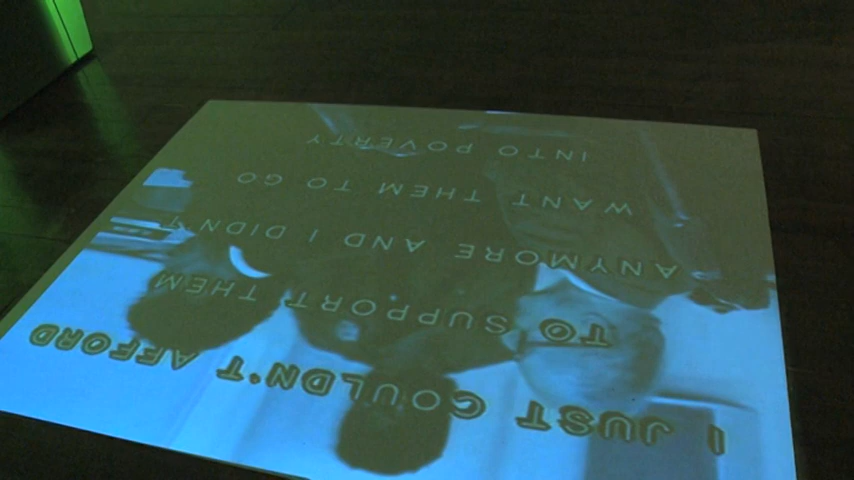 I JUST COULDN'T AFFORD
TO SUPPORT THEM
ANYMORE AND I DIDN'T
WANT THEM TO GO
INTO POVERTY